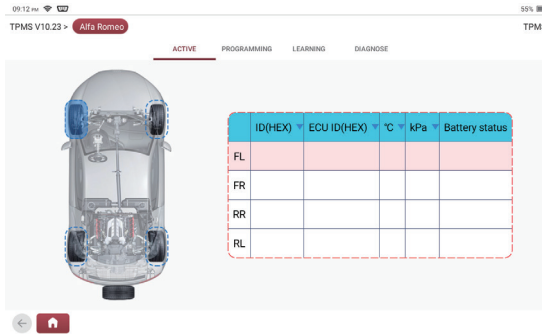 09:12 PM 55%
TPMS V10.23 > Alfa Romeo TPM
ACTIVE PROGRAMMING LEARNING DIAGNOSE
ID(HEX) ECU ID(HEX) °C kPa Battery status
FL
FR
RR
RL